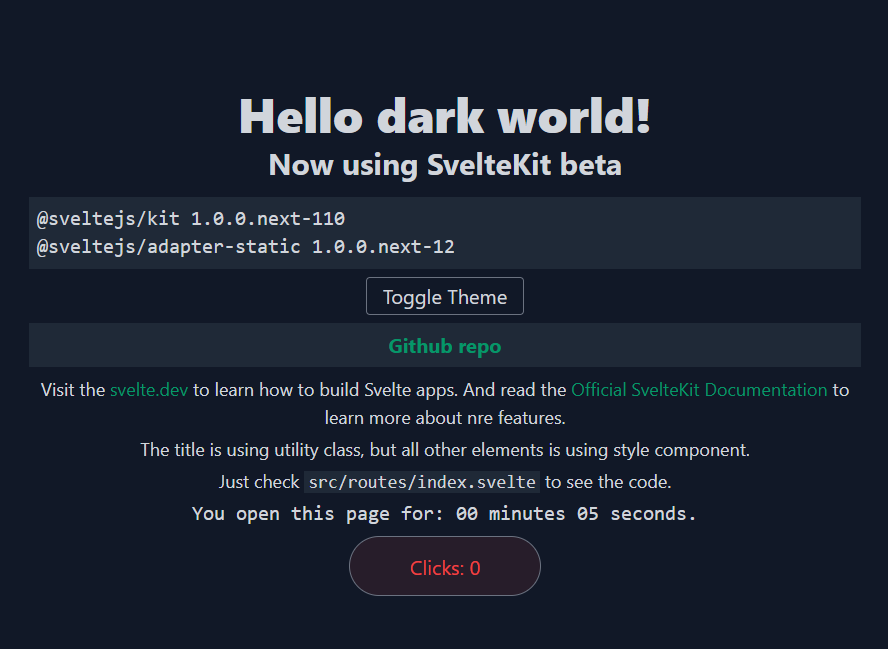 Hello dark world!
Now using SvelteKit beta
@sveltejs/kit 1.0.0.next-110
@sveltejs/adapter-static 1.0.0.next-12
Toggle Theme
Github repo
Visit the svelte.dev to learn how to build Svelte apps. And read the Official SvelteKit Documentation to
learn more about nre features.
The title is using utility class, but all other elements is using style component.
Just check src/routes/index.svelte to see the code.
You open this page for: 00 minutes 05 seconds.
Clicks: 0